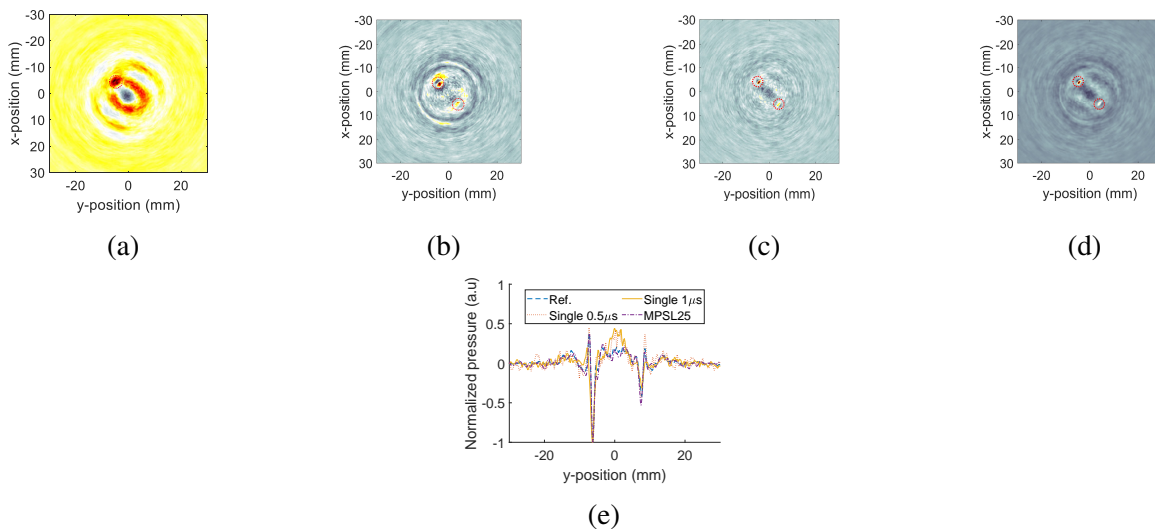 -30
-20
-10
0
10
20
30
x-position (mm)
-20 0 20
y-position (mm)
(a)
-30
-20
-10
0
10
20
30
x-position (mm)
-20 0 20
y-position (mm)
(b)
-30
-20
-10
0
10
20
30
x-position (mm)
-20 0 20
y-position (mm)
(c)
-30
-20
-10
0
10
20
30
x-position (mm)
-20 0 20
y-position (mm)
(d)
Normalized pressure (a.u)
1
0.5
0
-0.5
-1
Ref. Single 1μs
Single 0.5μs MPSL25
-20 0 20
y-position (mm)
(e)